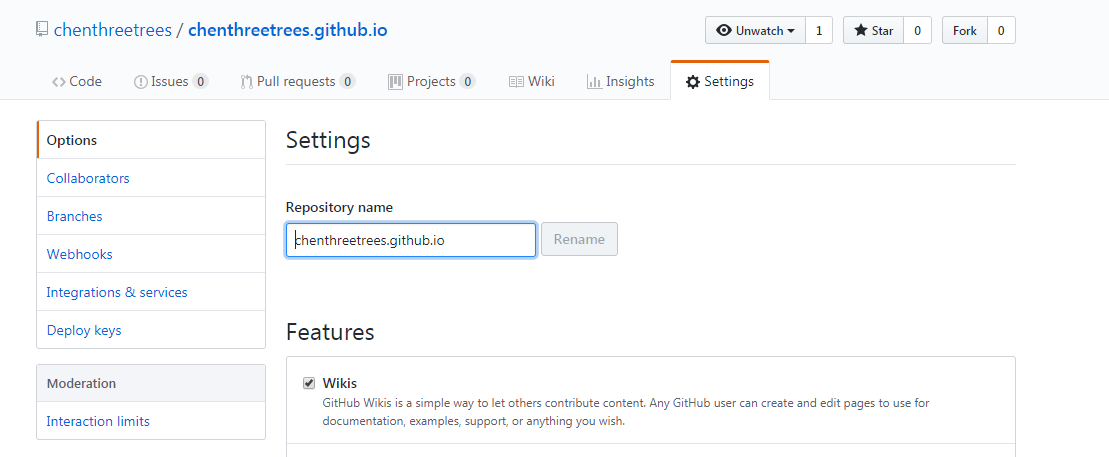 chenthreetrees / chenthreetrees.github.io
Unwatch 1 Star 0 Fork 0
Code Issues 0 Pull requests 0 Projects 0 Wiki Insights Settings
Options
Collaborators
Branches
Webhooks
Integrations & services
Deploy keys
Moderation
Interaction limits
Settings
Repository name
chenthreetrees.github.io Rename
Features
Wikis
GitHub Wikis is a simple way to let others contribute content. Any GitHub user can create and edit pages to use for
documentation, examples, support, or anything you wish.